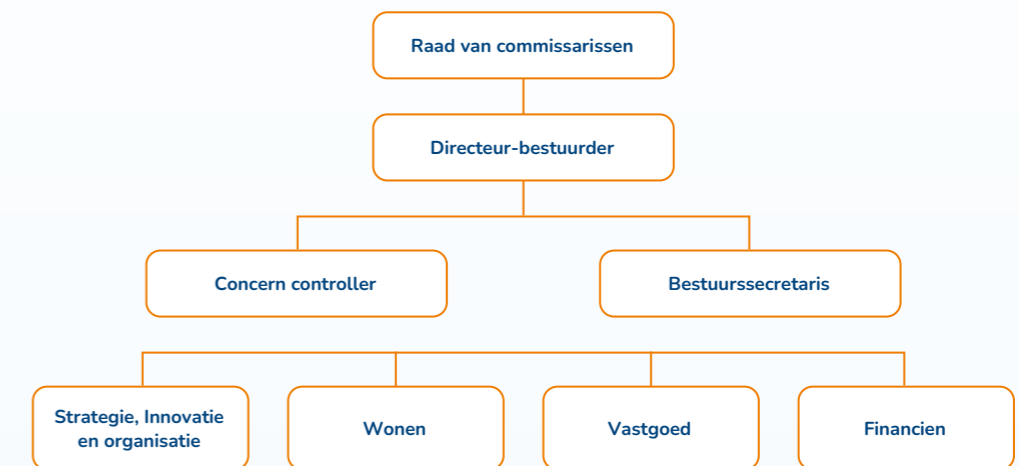 Raad van commissarissen
Directeur-bestuurder
Concern controller
Bestuurssecretaris
Strategie, Innovatie
en organisatie
Wonen
Vastgoed
Financien